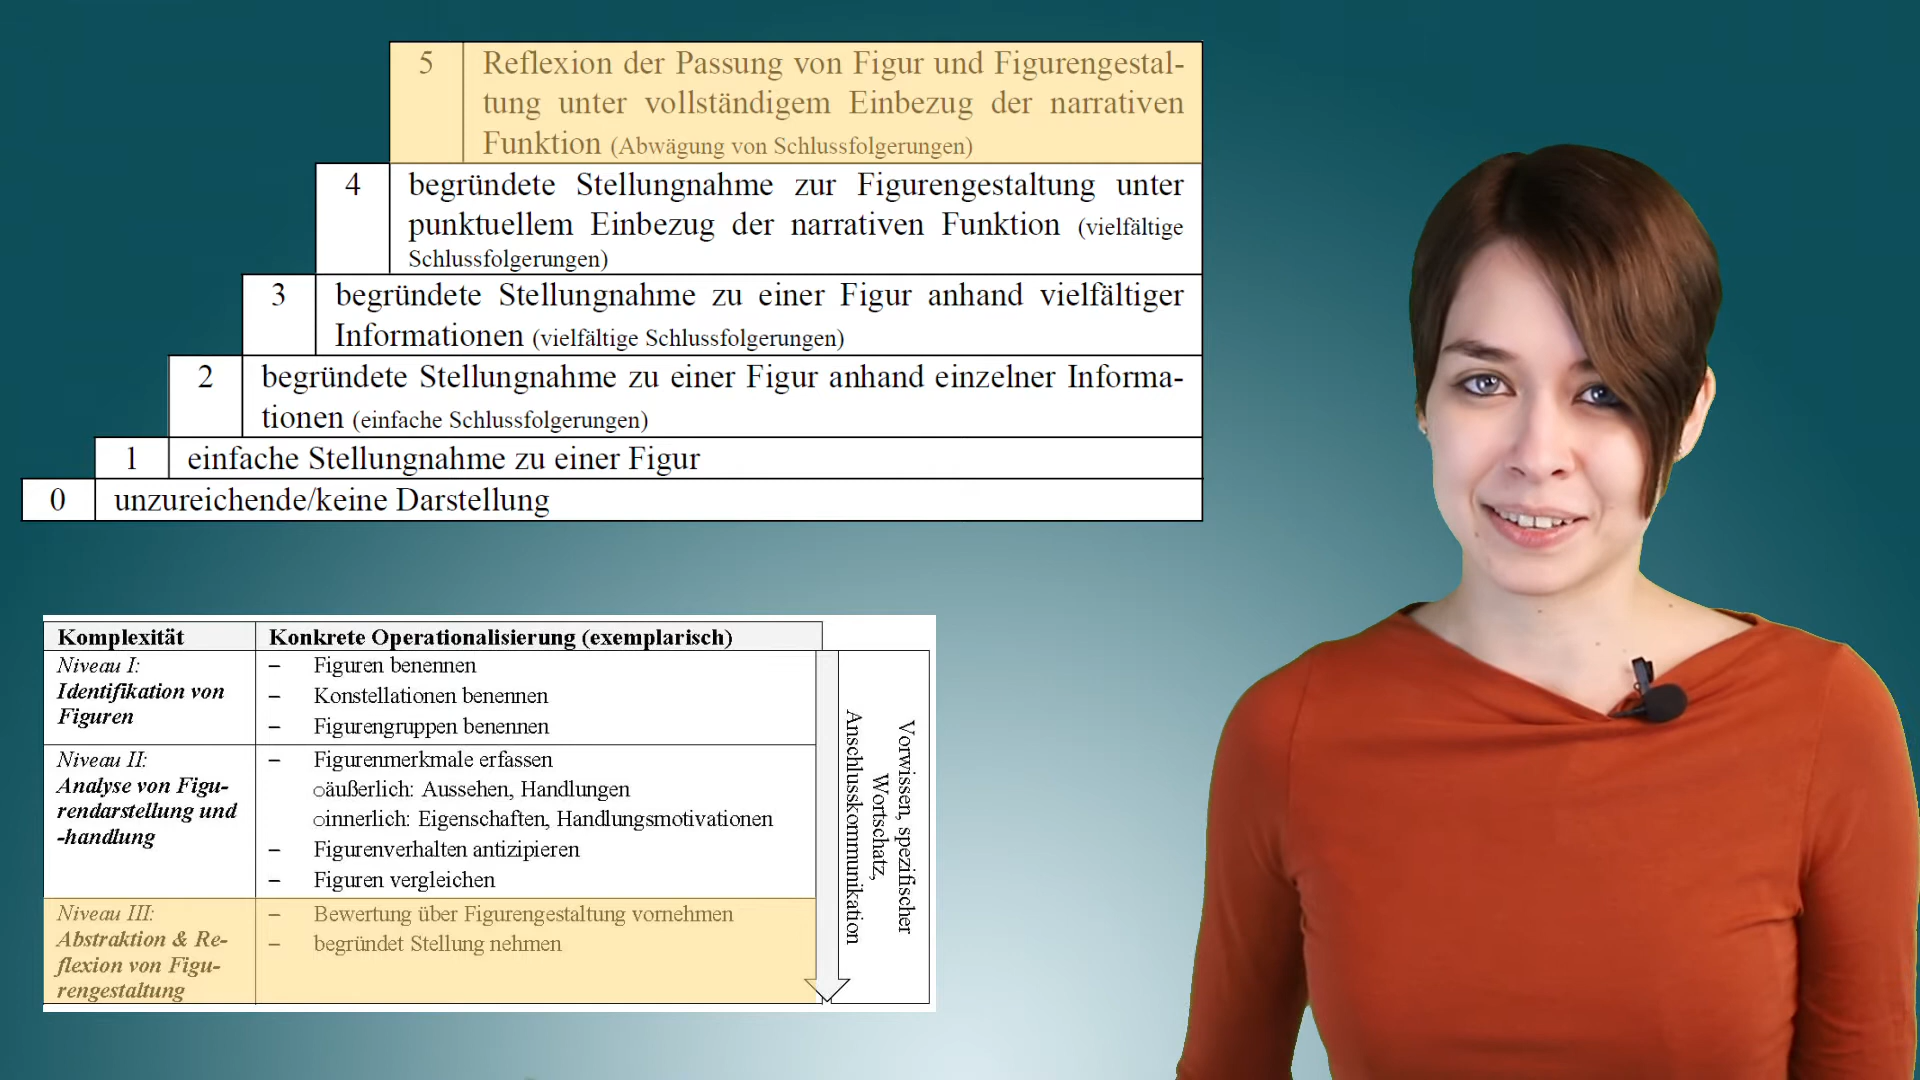 5 Reflexion der Passung von Figur und Figurengestal-
tung unter vollständigem Einbezug der narrativen
Funktion (Abwägung von Schlussfolgerungen)
4 begründete Stellungnahme zur Figurengestaltung unter
punktuellem Einbezug der narrativen Funktion (vielfältige
Schlussfolgerungen)
3 begründete Stellungnahme zu einer Figur anhand vielfältiger
Informationen (vielfältige Schlussfolgerungen)
2 begründete Stellungnahme zu einer Figur anhand einzelner Informa-
tionen (einfache Schlussfolgerungen)
1 einfache Stellungnahme zu einer Figur
0 unzureichende/keine Darstellung
Komplexität
Konkrete Operationalisierung (exemplarisch)
Niveau I:
Identifikation von
Figuren
– Figuren benennen
– Konstellationen benennen
– Figurengruppen benennen
Niveau II:
Analyse von Figu-
rendarstellung und
-handlung
– Figurenmerkmale erfassen
○äußerlich: Aussehen, Handlungen
○innerlich: Eigenschaften, Handlungsmotivationen
– Figurenverhalten antizipieren
– Figuren vergleichen
Niveau III:
Abstraktion & Re-
flexion von Figu-
rengestaltung
– Bewertung über Figurengestaltung vornehmen
– begründet Stellung nehmen
Vorwissen, spezifischer
Wortschatz,
Anschlusskommunikation